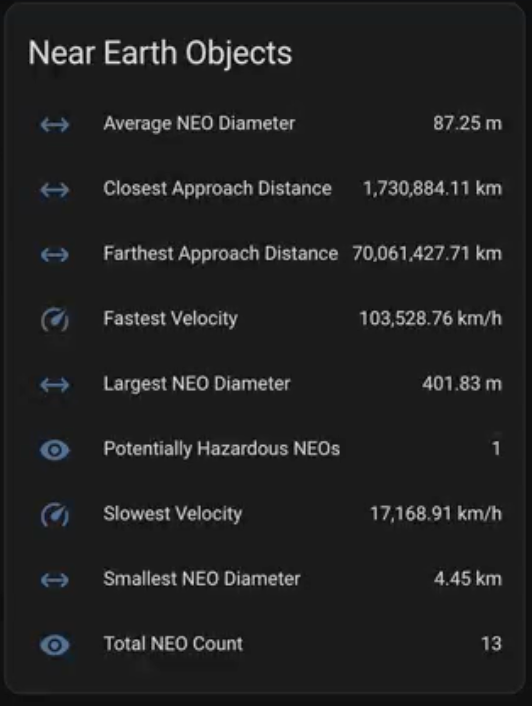 Near Earth Objects
Average NEO Diameter 87.25 m
Closest Approach Distance 1,730,884.11 km
Farthest Approach Distance 70,061,427.71 km
Fastest Velocity 103,528.76 km/h
Largest NEO Diameter 401.83 m
Potentially Hazardous NEOs 1
Slowest Velocity 17,168.91 km/h
Smallest NEO Diameter 4.45 km
Total NEO Count 13